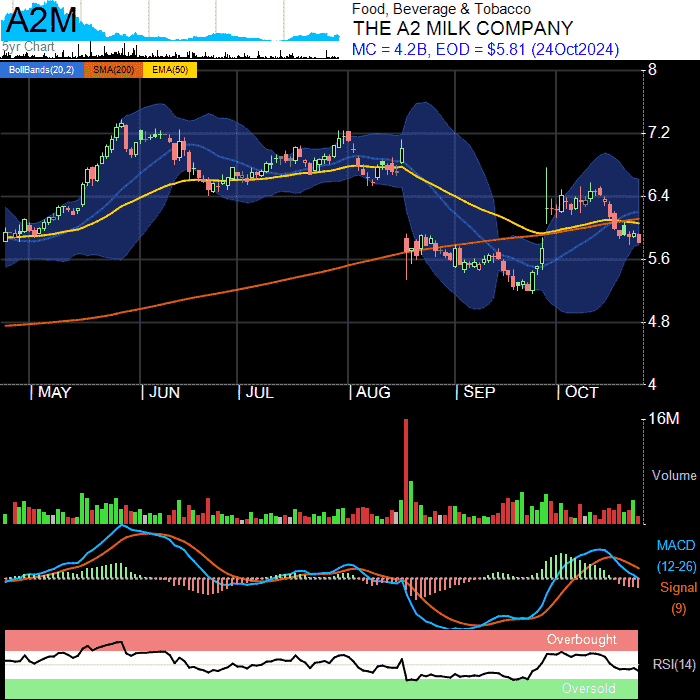 A2M
5yr Chart
Food, Beverage & Tobacco
THE A2 MILK COMPANY
MC = 4.2B, EOD = $5.81 (24Oct2024)
BollBands(20,2) SMA(200) EMA(50)
8
7.2
6.4
5.6
4.8
4
MAY JUN JUL AUG SEP OCT
16M
Volume
MACD
(12-26)
Signal
(9)
Overbought
RSI(14)
Oversold